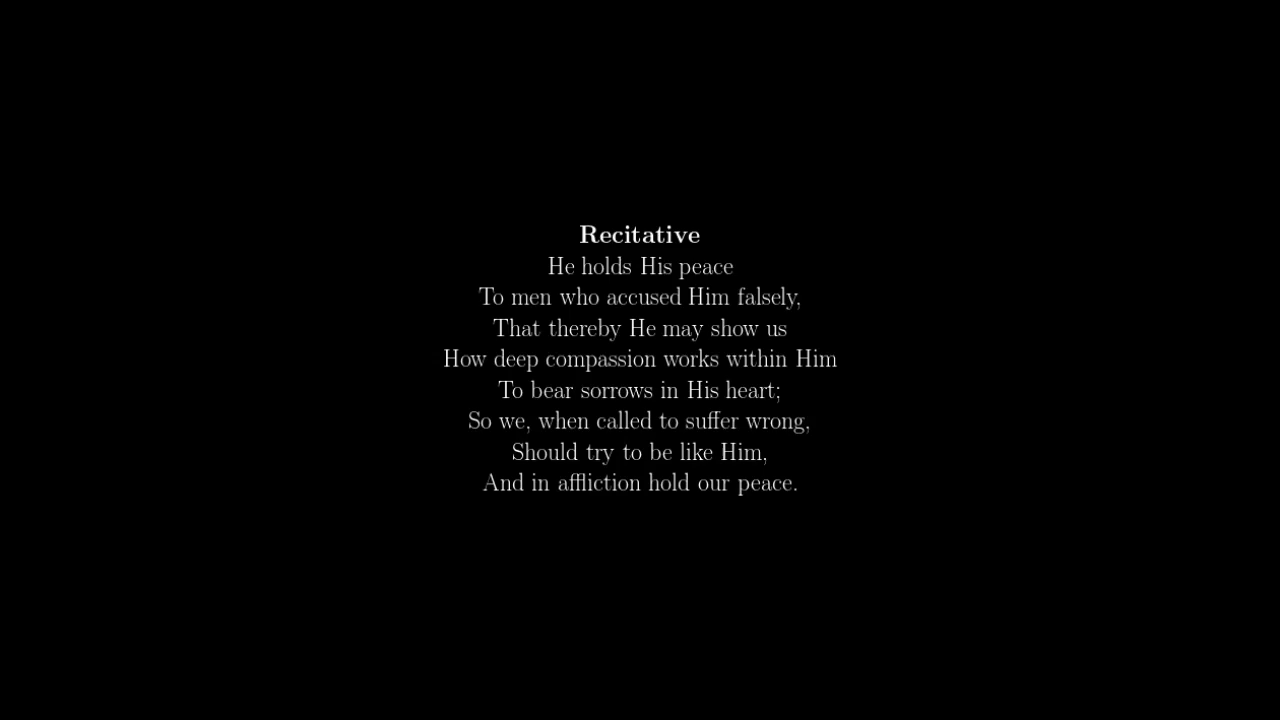 Recitative
He holds His peace
To men who accused Him falsely,
That thereby He may show us
How deep compassion works within Him
To bear sorrows in His heart;
So we, when called to suffer wrong,
Should try to be like Him,
And in affliction hold our peace.